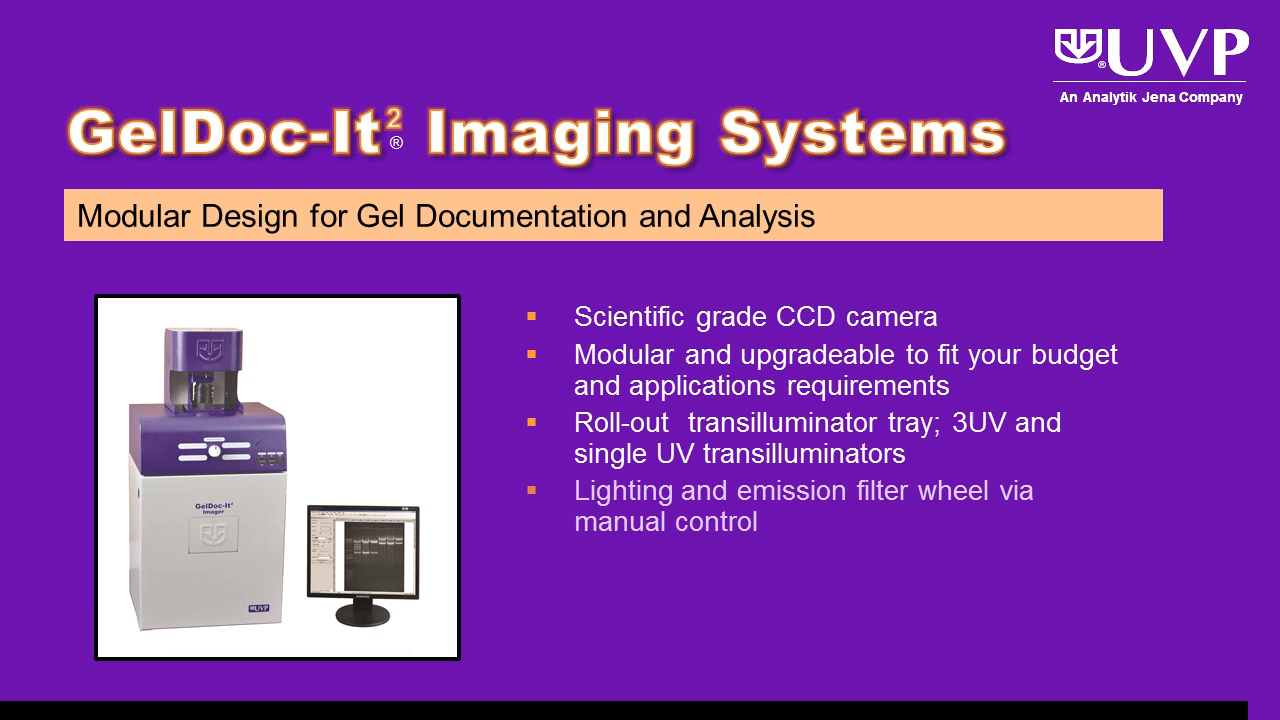 UVP®
An Analytik Jena Company
GelDoc-It²® Imaging Systems
Modular Design for Gel Documentation and Analysis
▪ Scientific grade CCD camera
▪ Modular and upgradeable to fit your budget
and applications requirements
▪ Roll-out  transilluminator tray; 3UV and
single UV transilluminators
▪ Lighting and emission filter wheel via
manual control
GelDoc-It²
Imager
UVP